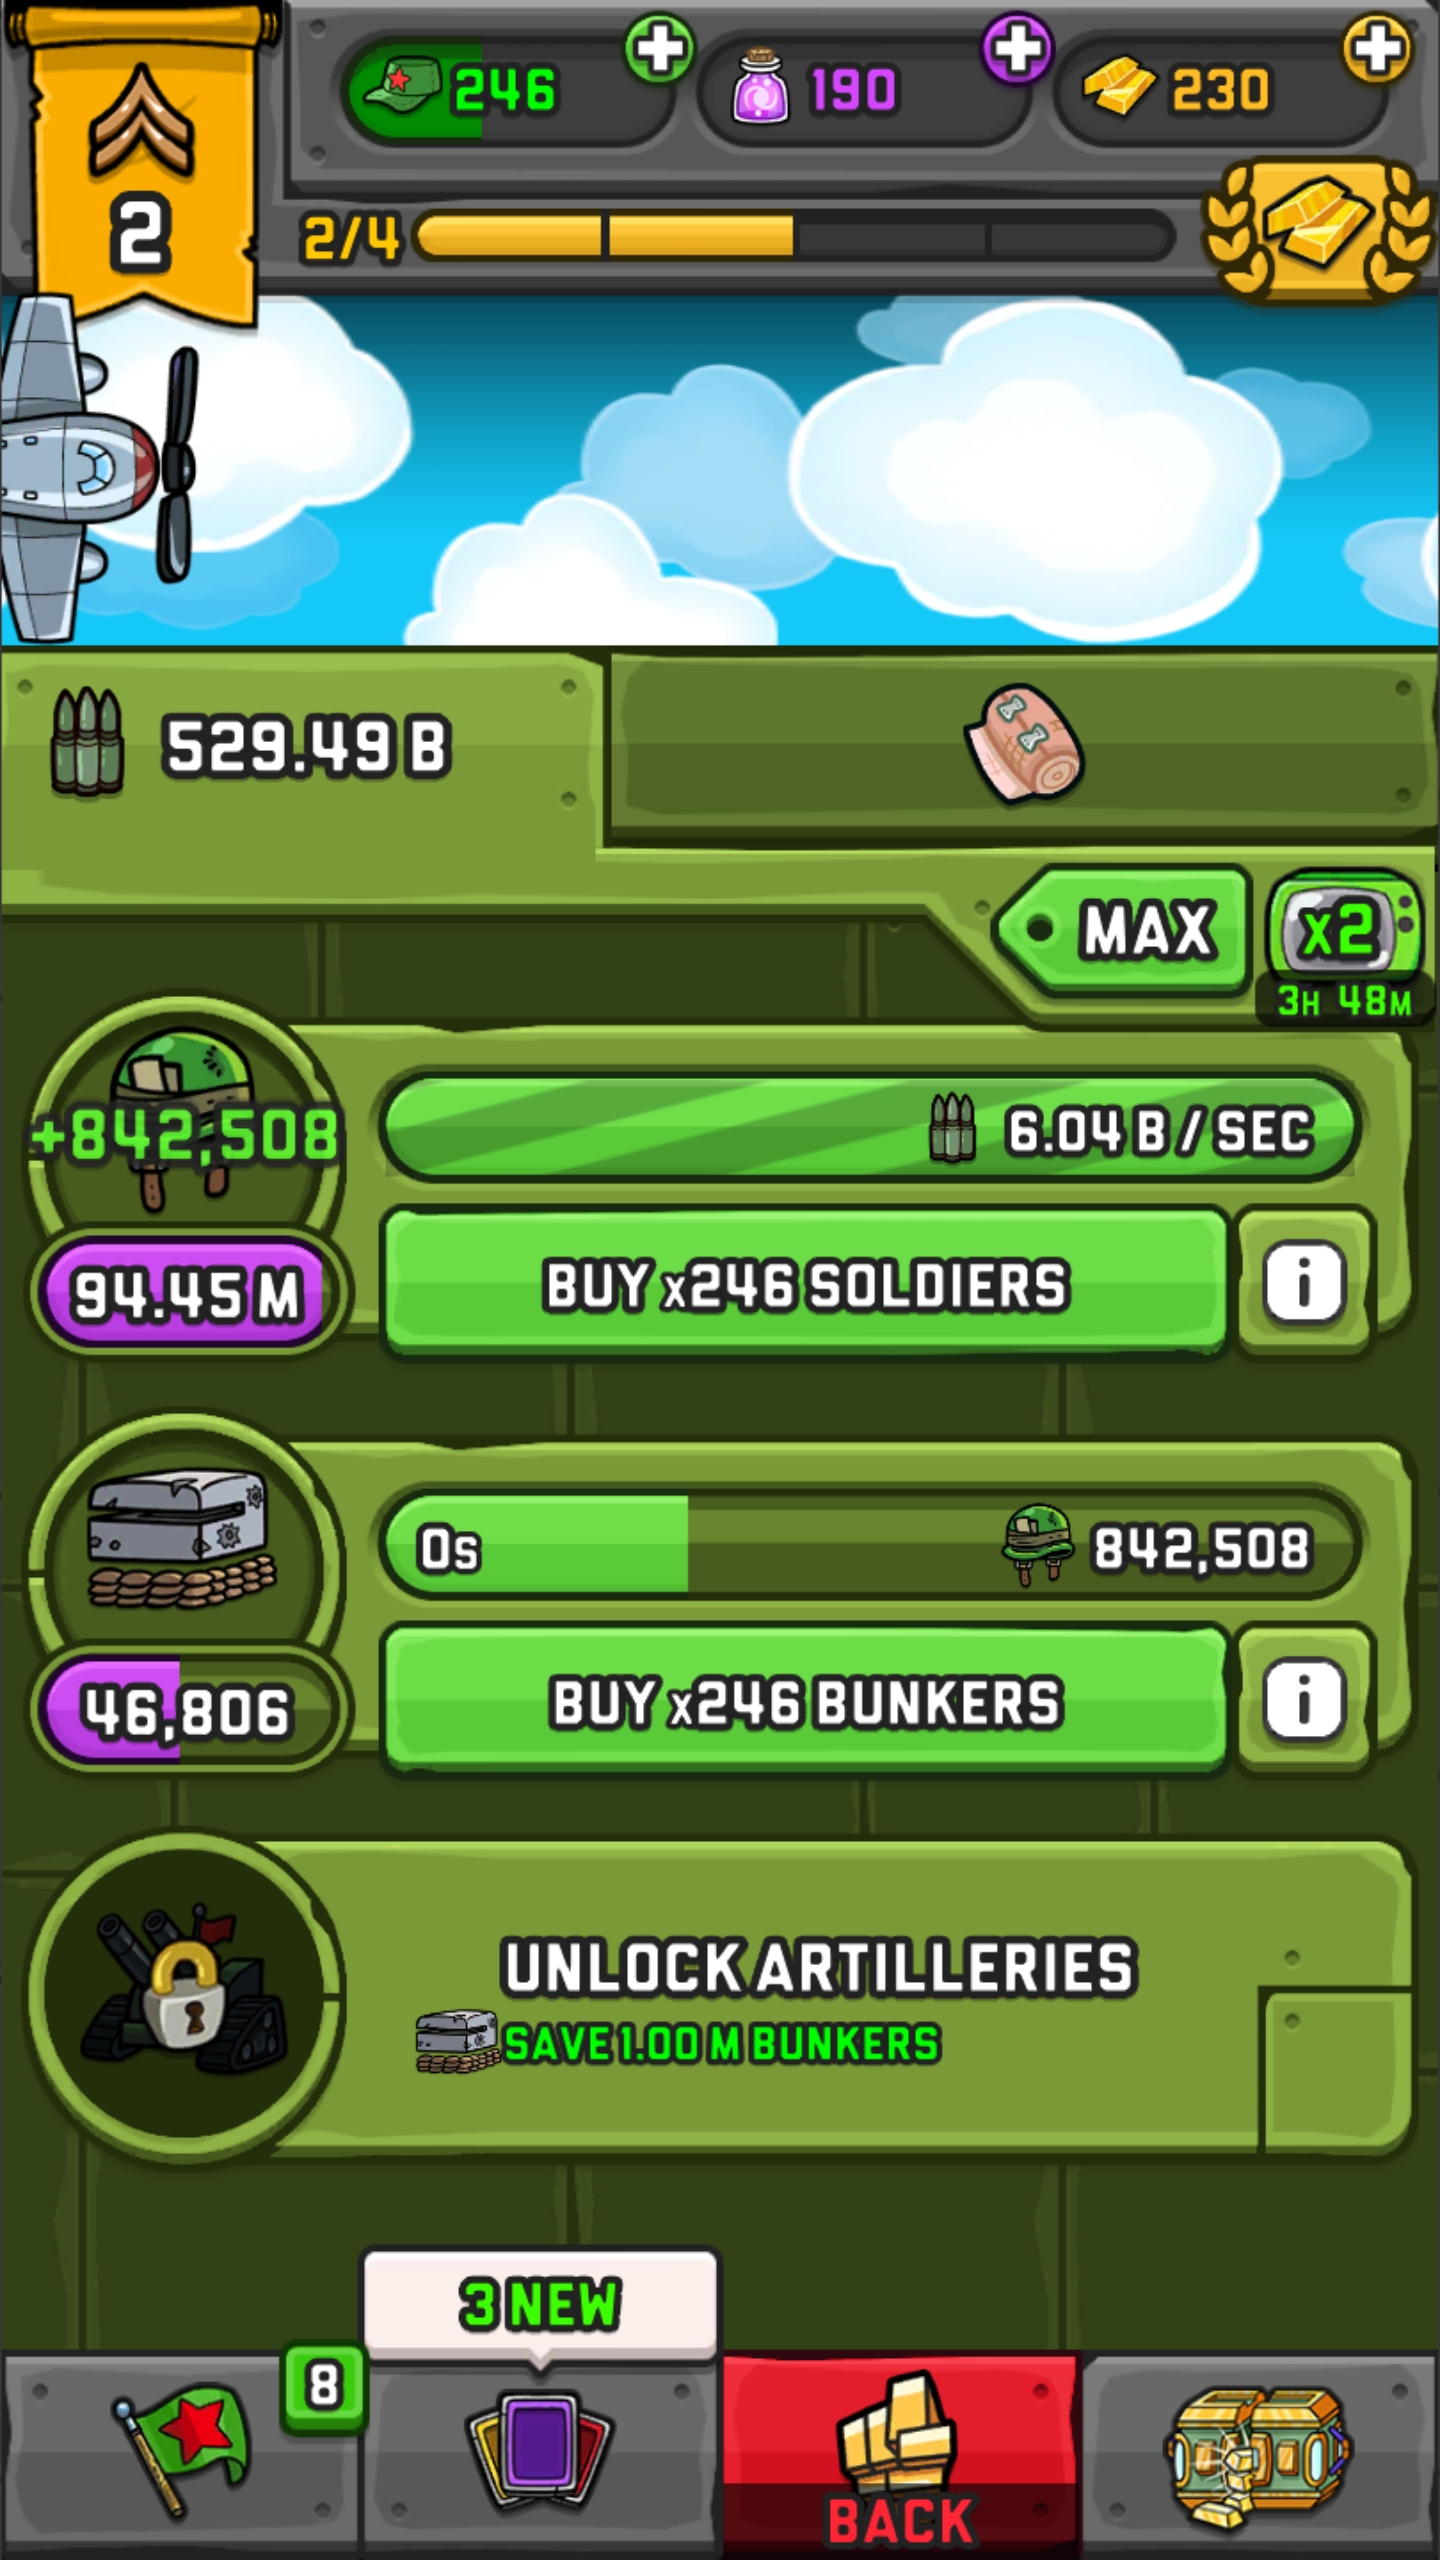 246
190
230
2
2/4
529.49 B
MAX
x2
3H 48M
+842,508
6.04 B / SEC
94.45 M
BUY x246 SOLDIERS
i
0s
842,508
46,806
BUY x246 BUNKERS
i
UNLOCK ARTILLERIES
SAVE 1.00 M BUNKERS
3 NEW
8
BACK